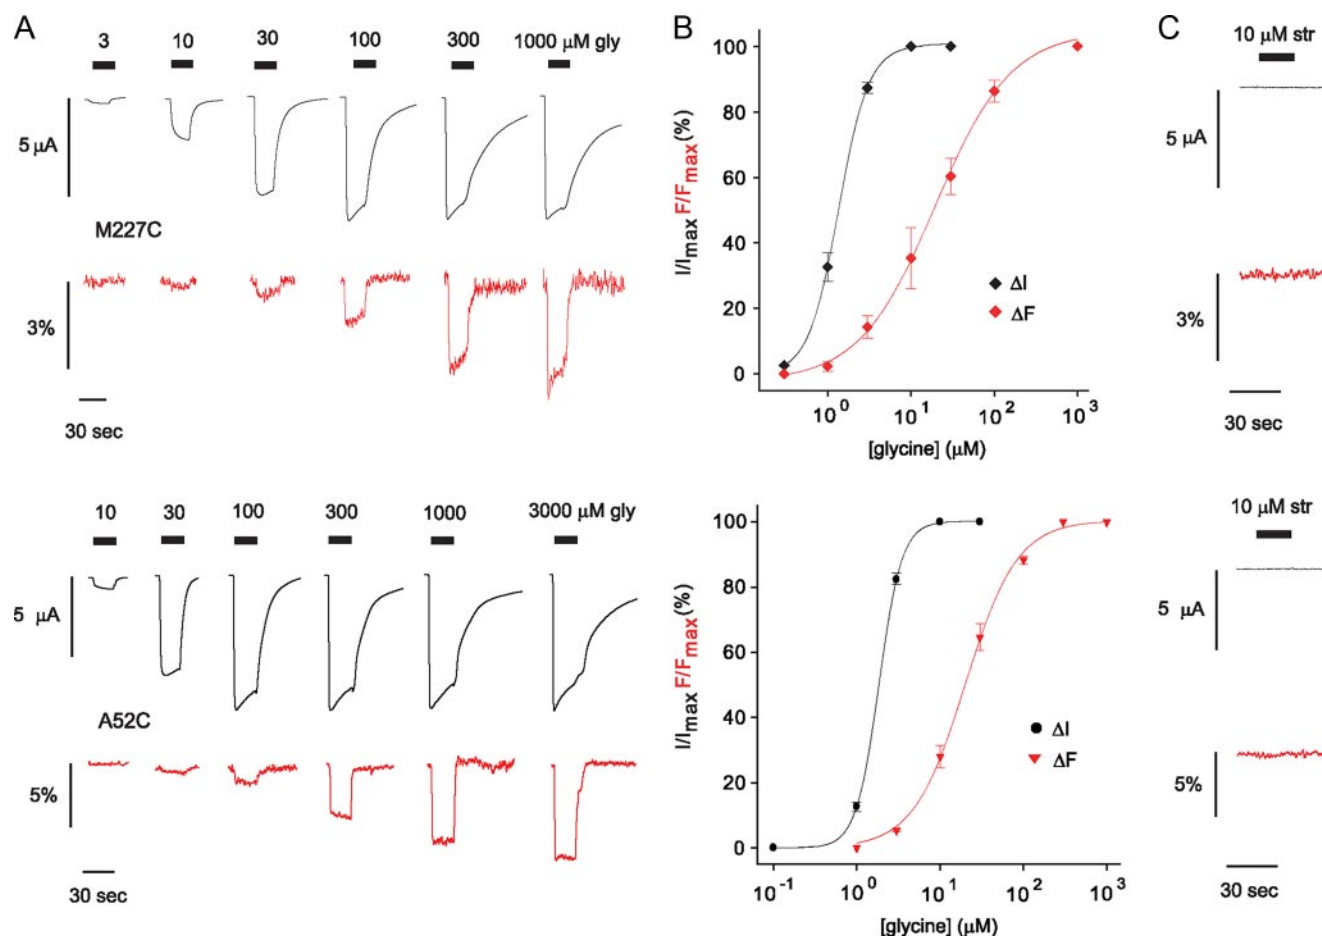 A
3 10 30 100 300 1000 μM gly
5 μA
M227C
3%
30 sec
10 30 100 300 1000 3000 μM gly
5 μA
A52C
5%
30 sec
B
I/Imax F/Fmax(%)
100
80
60
40
20
0
ΔI
ΔF
10^0 10^1 10^2 10^3
[glycine] (μM)
I/Imax F/Fmax(%)
100
80
60
40
20
0
ΔI
ΔF
10^-1 10^0 10^1 10^2 10^3
[glycine] (μM)
C
10 μM str
5 μA
3%
30 sec
10 μM str
5 μA
5%
30 sec